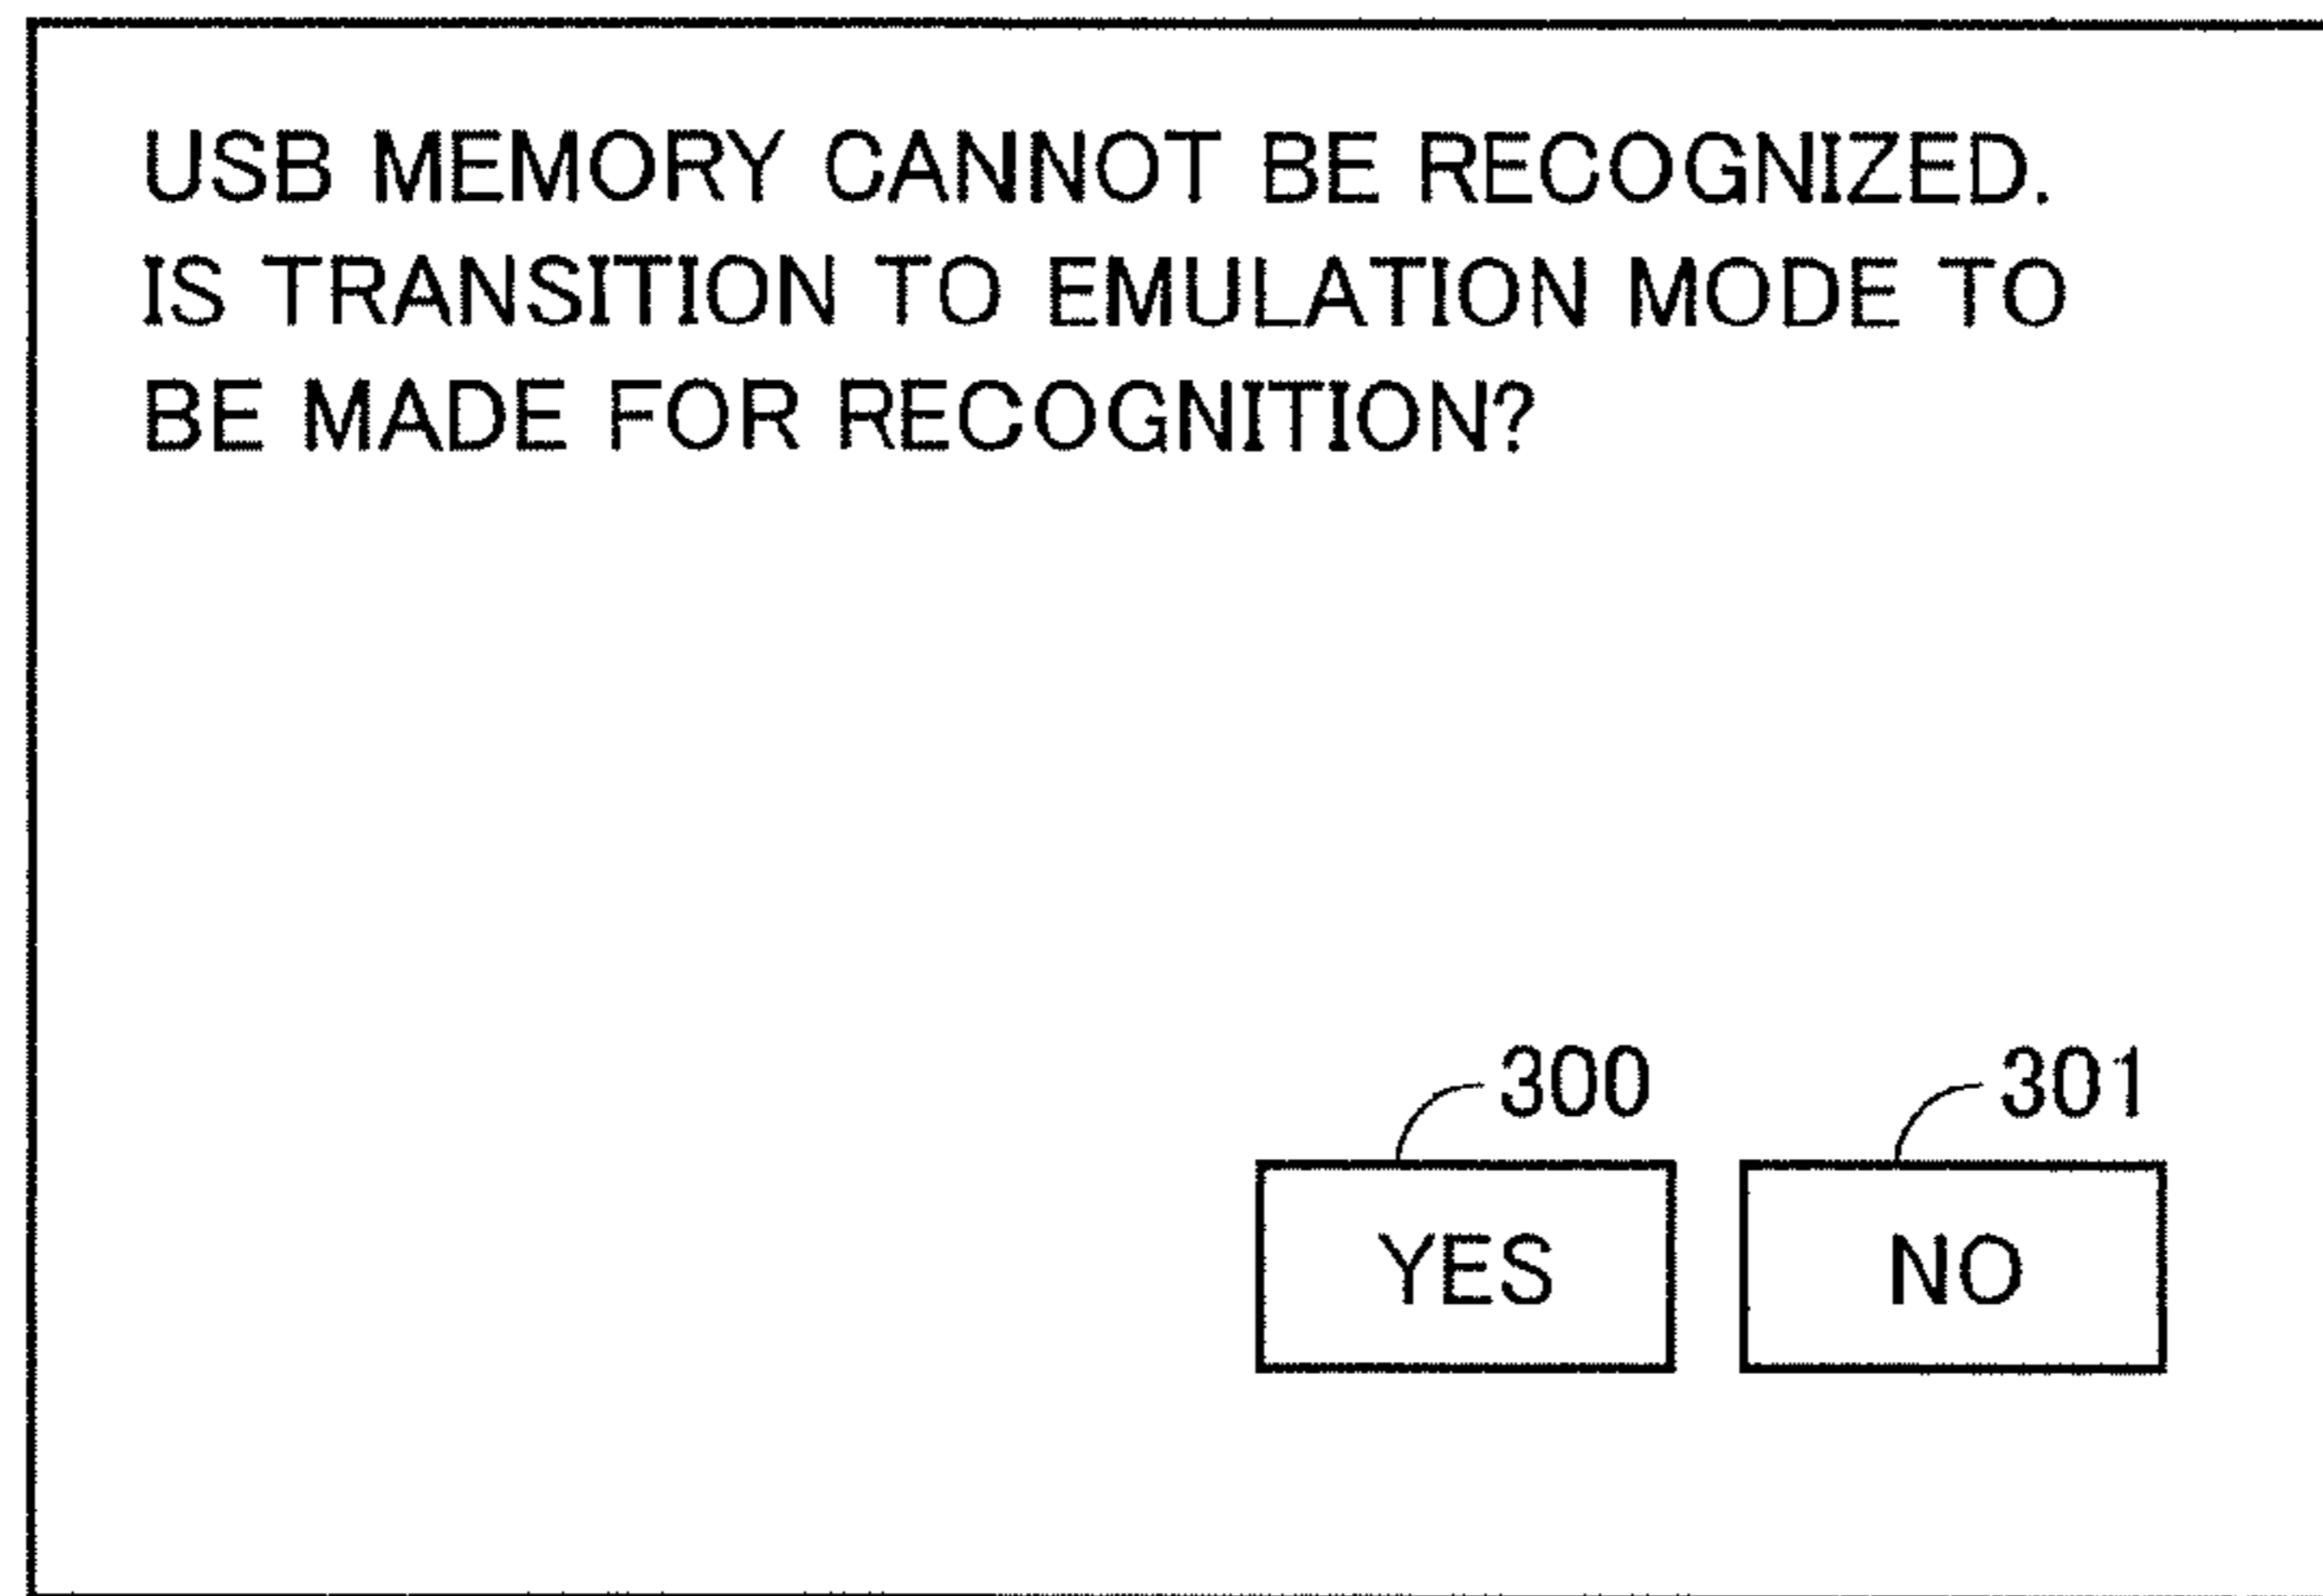 USB MEMORY CANNOT BE RECOGNIZED.
IS TRANSITION TO EMULATION MODE TO
BE MADE FOR RECOGNITION?
300 301
YES NO